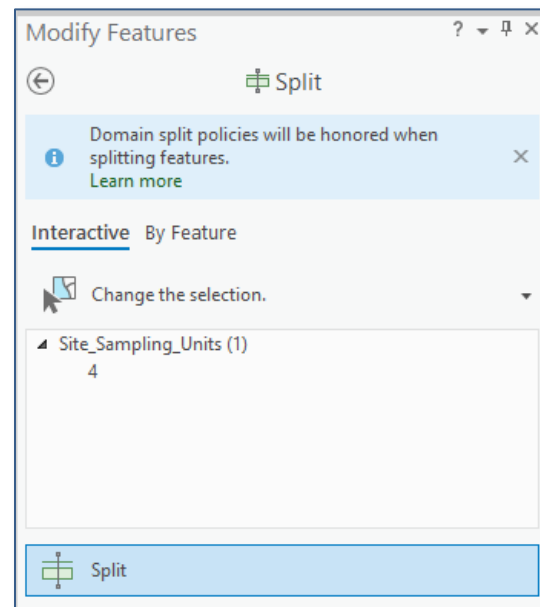 Modify Features ?
Split
Domain split policies will be honored when
splitting features.
Learn more
Interactive By Feature
Change the selection.
Site_Sampling_Units (1)
4
Split